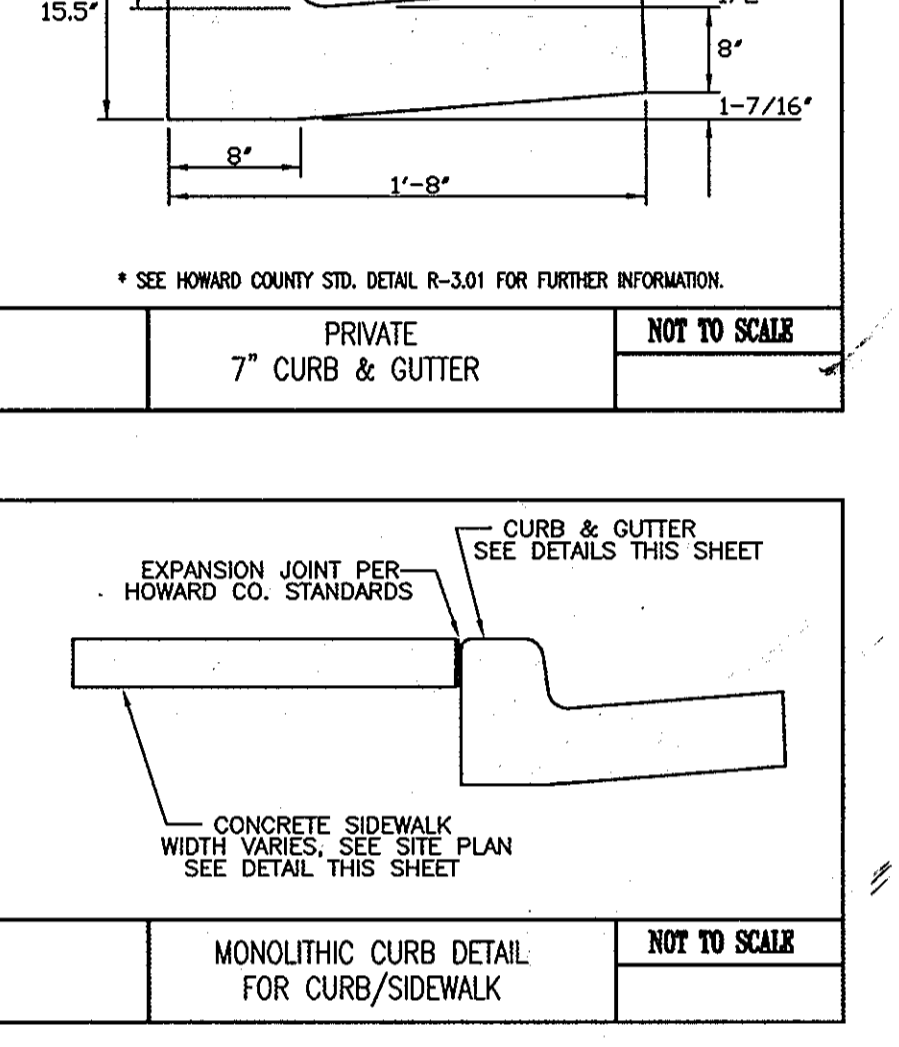 15.5"
8"
1-7/16"
8"
1'-8"
* SEE HOWARD COUNTY STD. DETAIL R-3.01 FOR FURTHER INFORMATION.
PRIVATE
7" CURB & GUTTER
NOT TO SCALE
CURB & GUTTER
SEE DETAILS THIS SHEET
EXPANSION JOINT PER
HOWARD CO. STANDARDS
CONCRETE SIDEWALK
WIDTH VARIES, SEE SITE PLAN
SEE DETAIL THIS SHEET
MONOLITHIC CURB DETAIL
FOR CURB/SIDEWALK
NOT TO SCALE